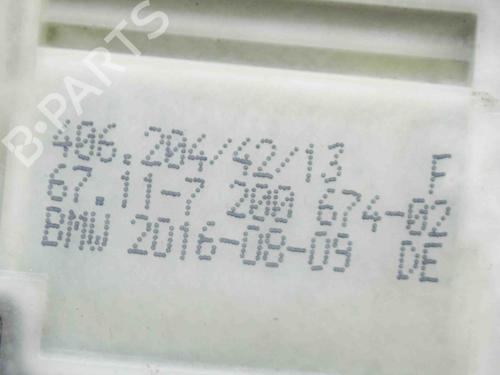 B-PARTS
406.204/42/13 F
67.11-7 200 674-02
BMW 2016-08-09 DE